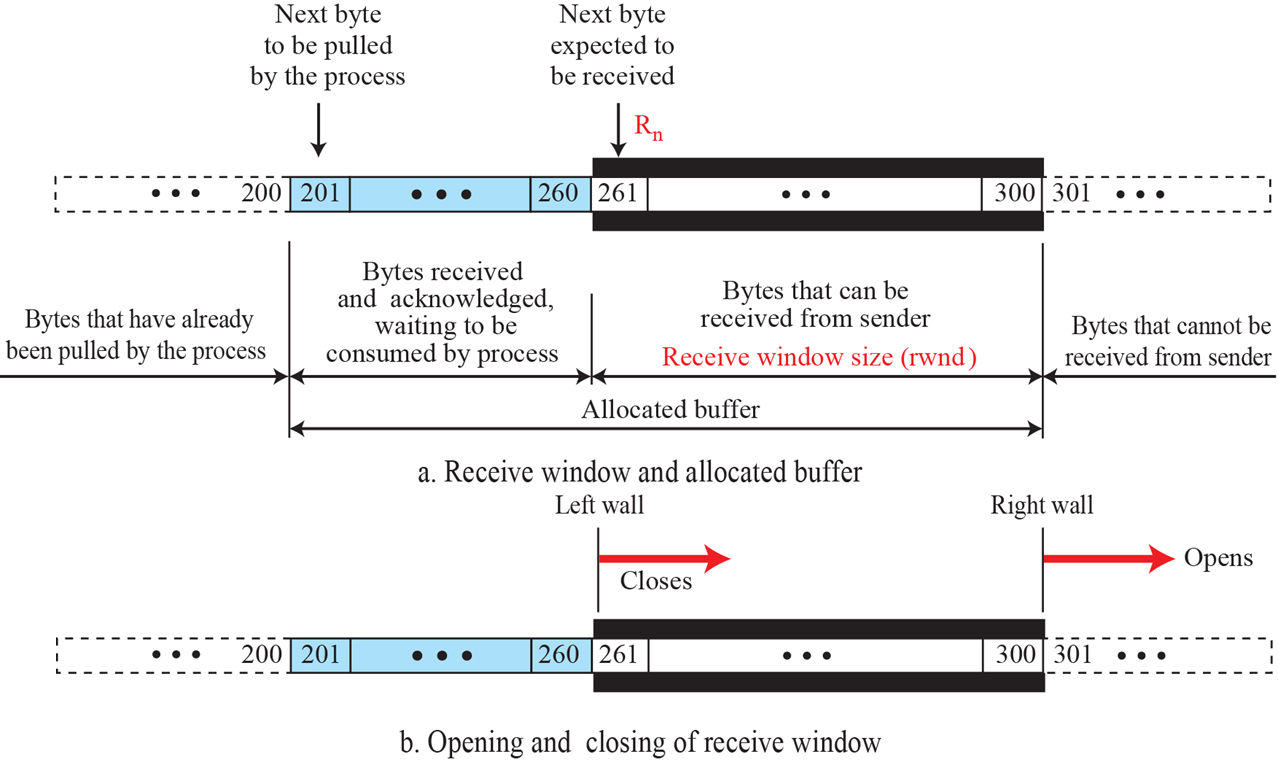 Next byte
to be pulled
by the process
Next byte
expected to
be received
Rn
••• 200 201 ••• 260 261 ••• 300 301 •••
Bytes that have already
been pulled by the process
Bytes received
and acknowledged,
waiting to be
consumed by process
Bytes that can be
received from sender
Receive window size (rwnd)
Bytes that cannot be
received from sender
Allocated buffer
a. Receive window and allocated buffer
Left wall
Right wall
Closes
Opens
••• 200 201 ••• 260 261 ••• 300 301 •••
b. Opening and closing of receive window